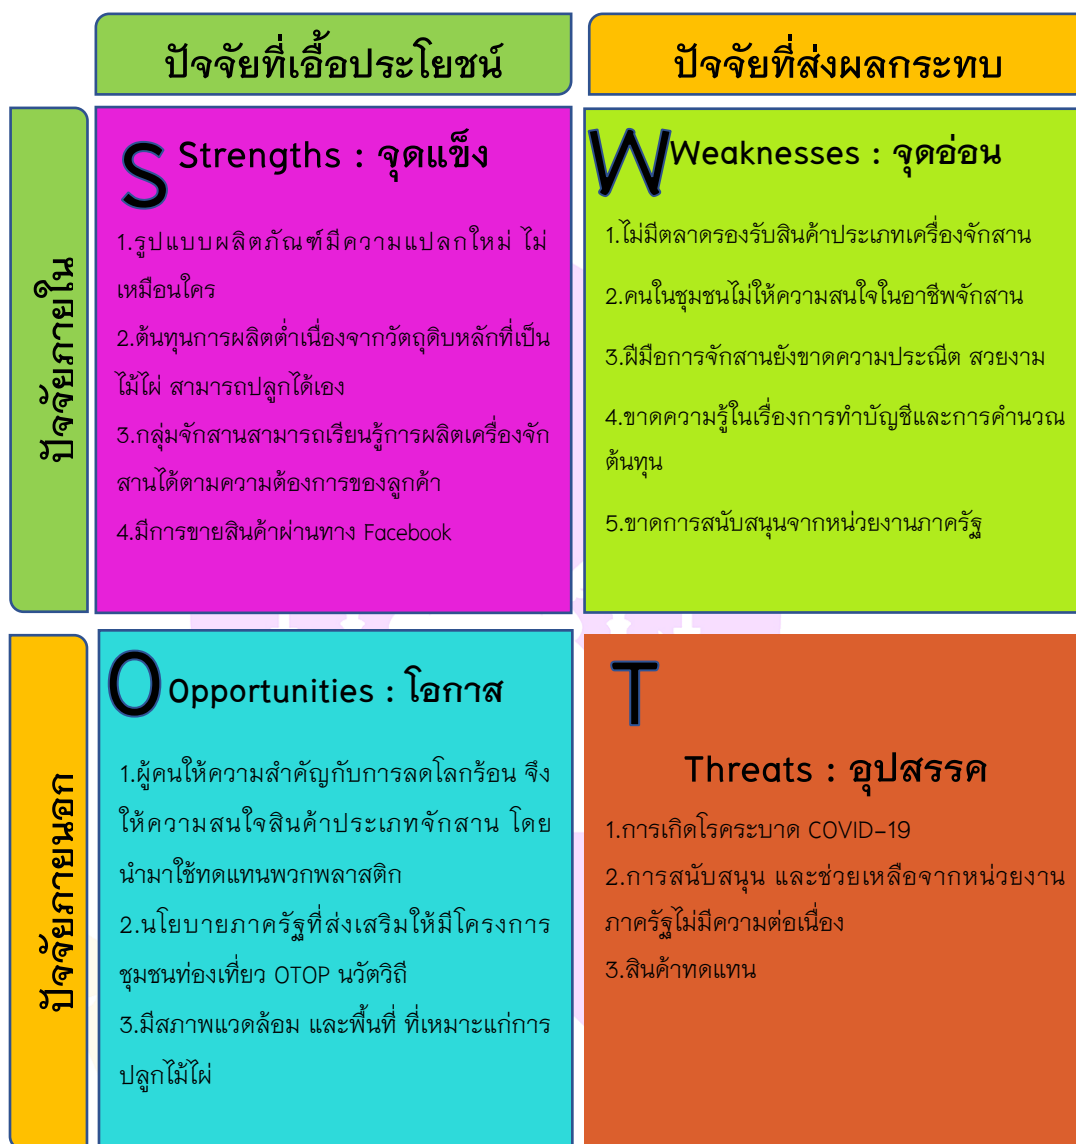 ปัจจัยที่เอื้อประโยชน์
ปัจจัยที่ส่งผลกระทบ
ปัจจัยภายใน
S Strengths : จุดแข็ง
1.รูปแบบผลิตภัณฑ์มีความแปลกใหม่ ไม่
เหมือนใคร
2.ต้นทุนการผลิตต่ำเนื่องจากวัตถุดิบหลักที่เป็น
ไม้ไผ่ สามารถปลูกได้เอง
3.กลุ่มจักสานสามารถเรียนรู้การผลิตเครื่องจัก
สานได้ตามความต้องการของลูกค้า
4.มีการขายสินค้าผ่านทาง Facebook
W Weaknesses : จุดอ่อน
1.ไม่มีตลาดรองรับสินค้าประเภทเครื่องจักสาน
2.คนในชุมชนไม่ให้ความสนใจในอาชีพจักสาน
3.ฝีมือการจักสานยังขาดความประณีต สวยงาม
4.ขาดความรู้ในเรื่องการทำบัญชีและการคำนวณ
ต้นทุน
5.ขาดการสนับสนุนจากหน่วยงานภาครัฐ
ปัจจัยภายนอก
O Opportunities : โอกาส
1.ผู้คนให้ความสำคัญกับการลดโลกร้อน จึง
ให้ความสนใจสินค้าประเภทจักสาน โดย
นำมาใช้ทดแทนพวกพลาสติก
2.นโยบายภาครัฐที่ส่งเสริมให้มีโครงการ
ชุมชนท่องเที่ยว OTOP นวัตวิถี
3.มีสภาพแวดล้อม และพื้นที่ ที่เหมาะแก่การ
ปลูกไม้ไผ่
T
Threats : อุปสรรค
1.การเกิดโรคระบาด COVID-19
2.การสนับสนุน และช่วยเหลือจากหน่วยงาน
ภาครัฐไม่มีความต่อเนื่อง
3.สินค้าทดแทน